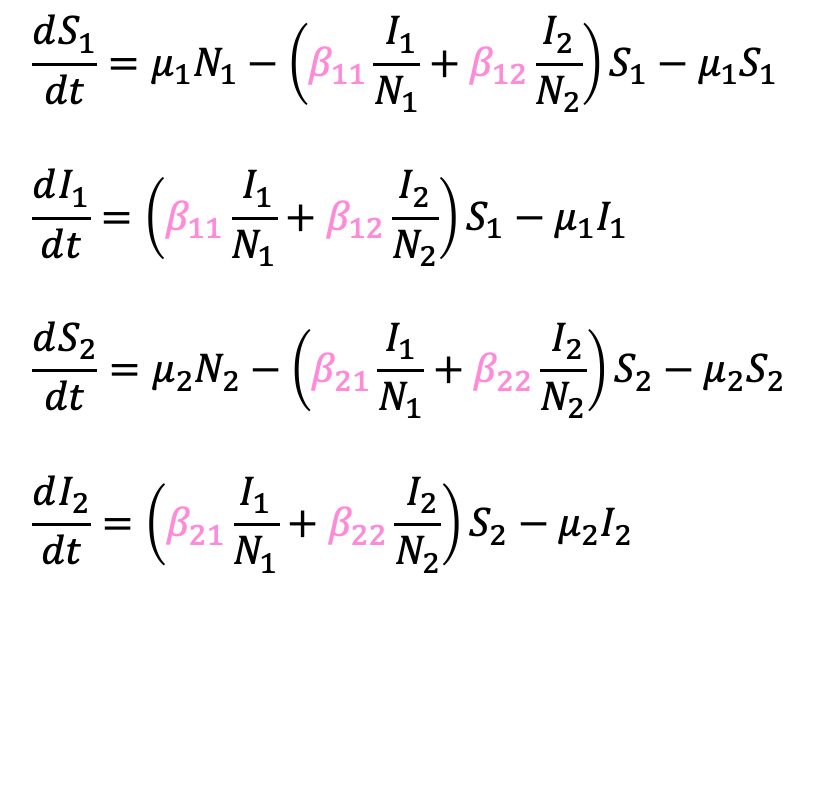 dS₁/dt = μ₁N₁ − (β₁₁ I₁/N₁ + β₁₂ I₂/N₂) S₁ − μ₁S₁
dI₁/dt = (β₁₁ I₁/N₁ + β₁₂ I₂/N₂) S₁ − μ₁I₁
dS₂/dt = μ₂N₂ − (β₂₁ I₁/N₁ + β₂₂ I₂/N₂) S₂ − μ₂S₂
dI₂/dt = (β₂₁ I₁/N₁ + β₂₂ I₂/N₂) S₂ − μ₂I₂